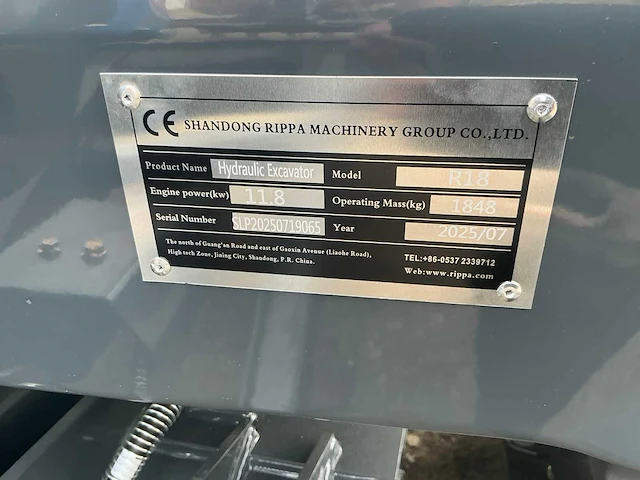 CE SHANDONG RIPPA MACHINERY GROUP CO.,LTD.
Product Name Hydraulic Excavator Model R18
Engine power(kw) 11.8 Operating Mass(kg) 1848
Serial Number SLP20250719065 Year 2025/07
The north of Guang'an Road and east of Gaoxin Avenue (Liaohe Road),
High tech Zone, Jining City, Shandong, P.R. China.
TEL:+86-0537 2339712
Web:www.rippa.com